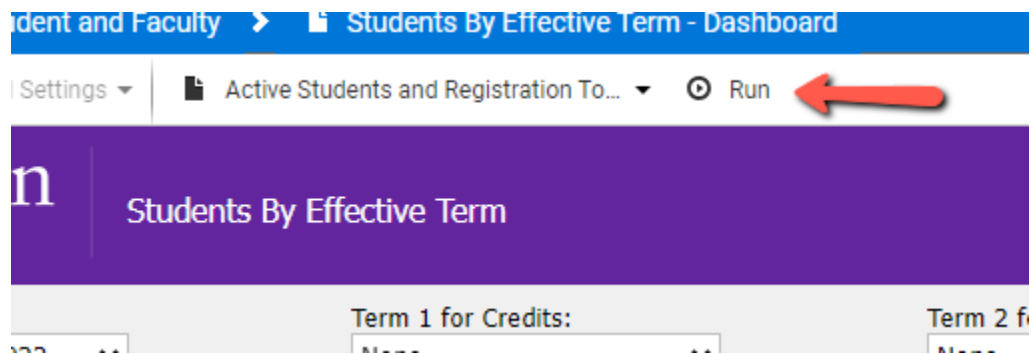 Student and Faculty > Students By Effective Term - Dashboard
Settings Active Students and Registration To... Run
n
Students By Effective Term
Term 1 for Credits:
Term 2 f
None
None